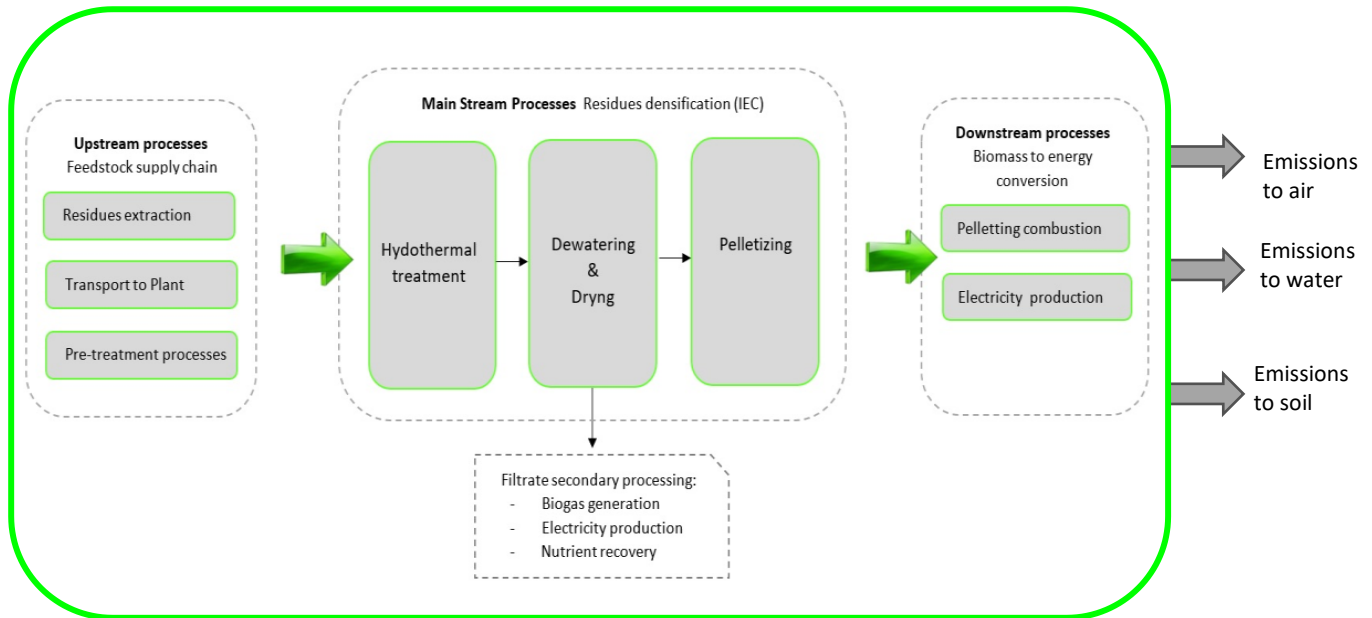 Upstream processes
Feedstock supply chain
Residues extraction
Transport to Plant
Pre-treatment processes
Main Stream Processes Residues densification (IEC)
Hydothermal
treatment
Dewatering
&
Dryng
Pelletizing
Filtrate secondary processing:
- Biogas generation
- Electricity production
- Nutrient recovery
Downstream processes
Biomass to energy
conversion
Pelletting combustion
Electricity production
Emissions
to air
Emissions
to water
Emissions
to soil